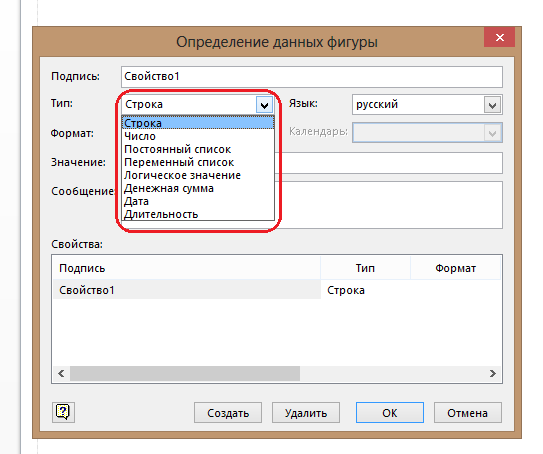 Определение данных фигуры
Подпись: Свойство1
Тип: Строка Язык: русский
Строка
Число
Постоянный список
Переменный список
Логическое значение
Денежная сумма
Дата
Длительность
Формат: Календарь:
Значение:
Сообщение
Свойства:
Подпись Тип Формат
Свойство1 Строка
Создать Удалить ОК Отмена